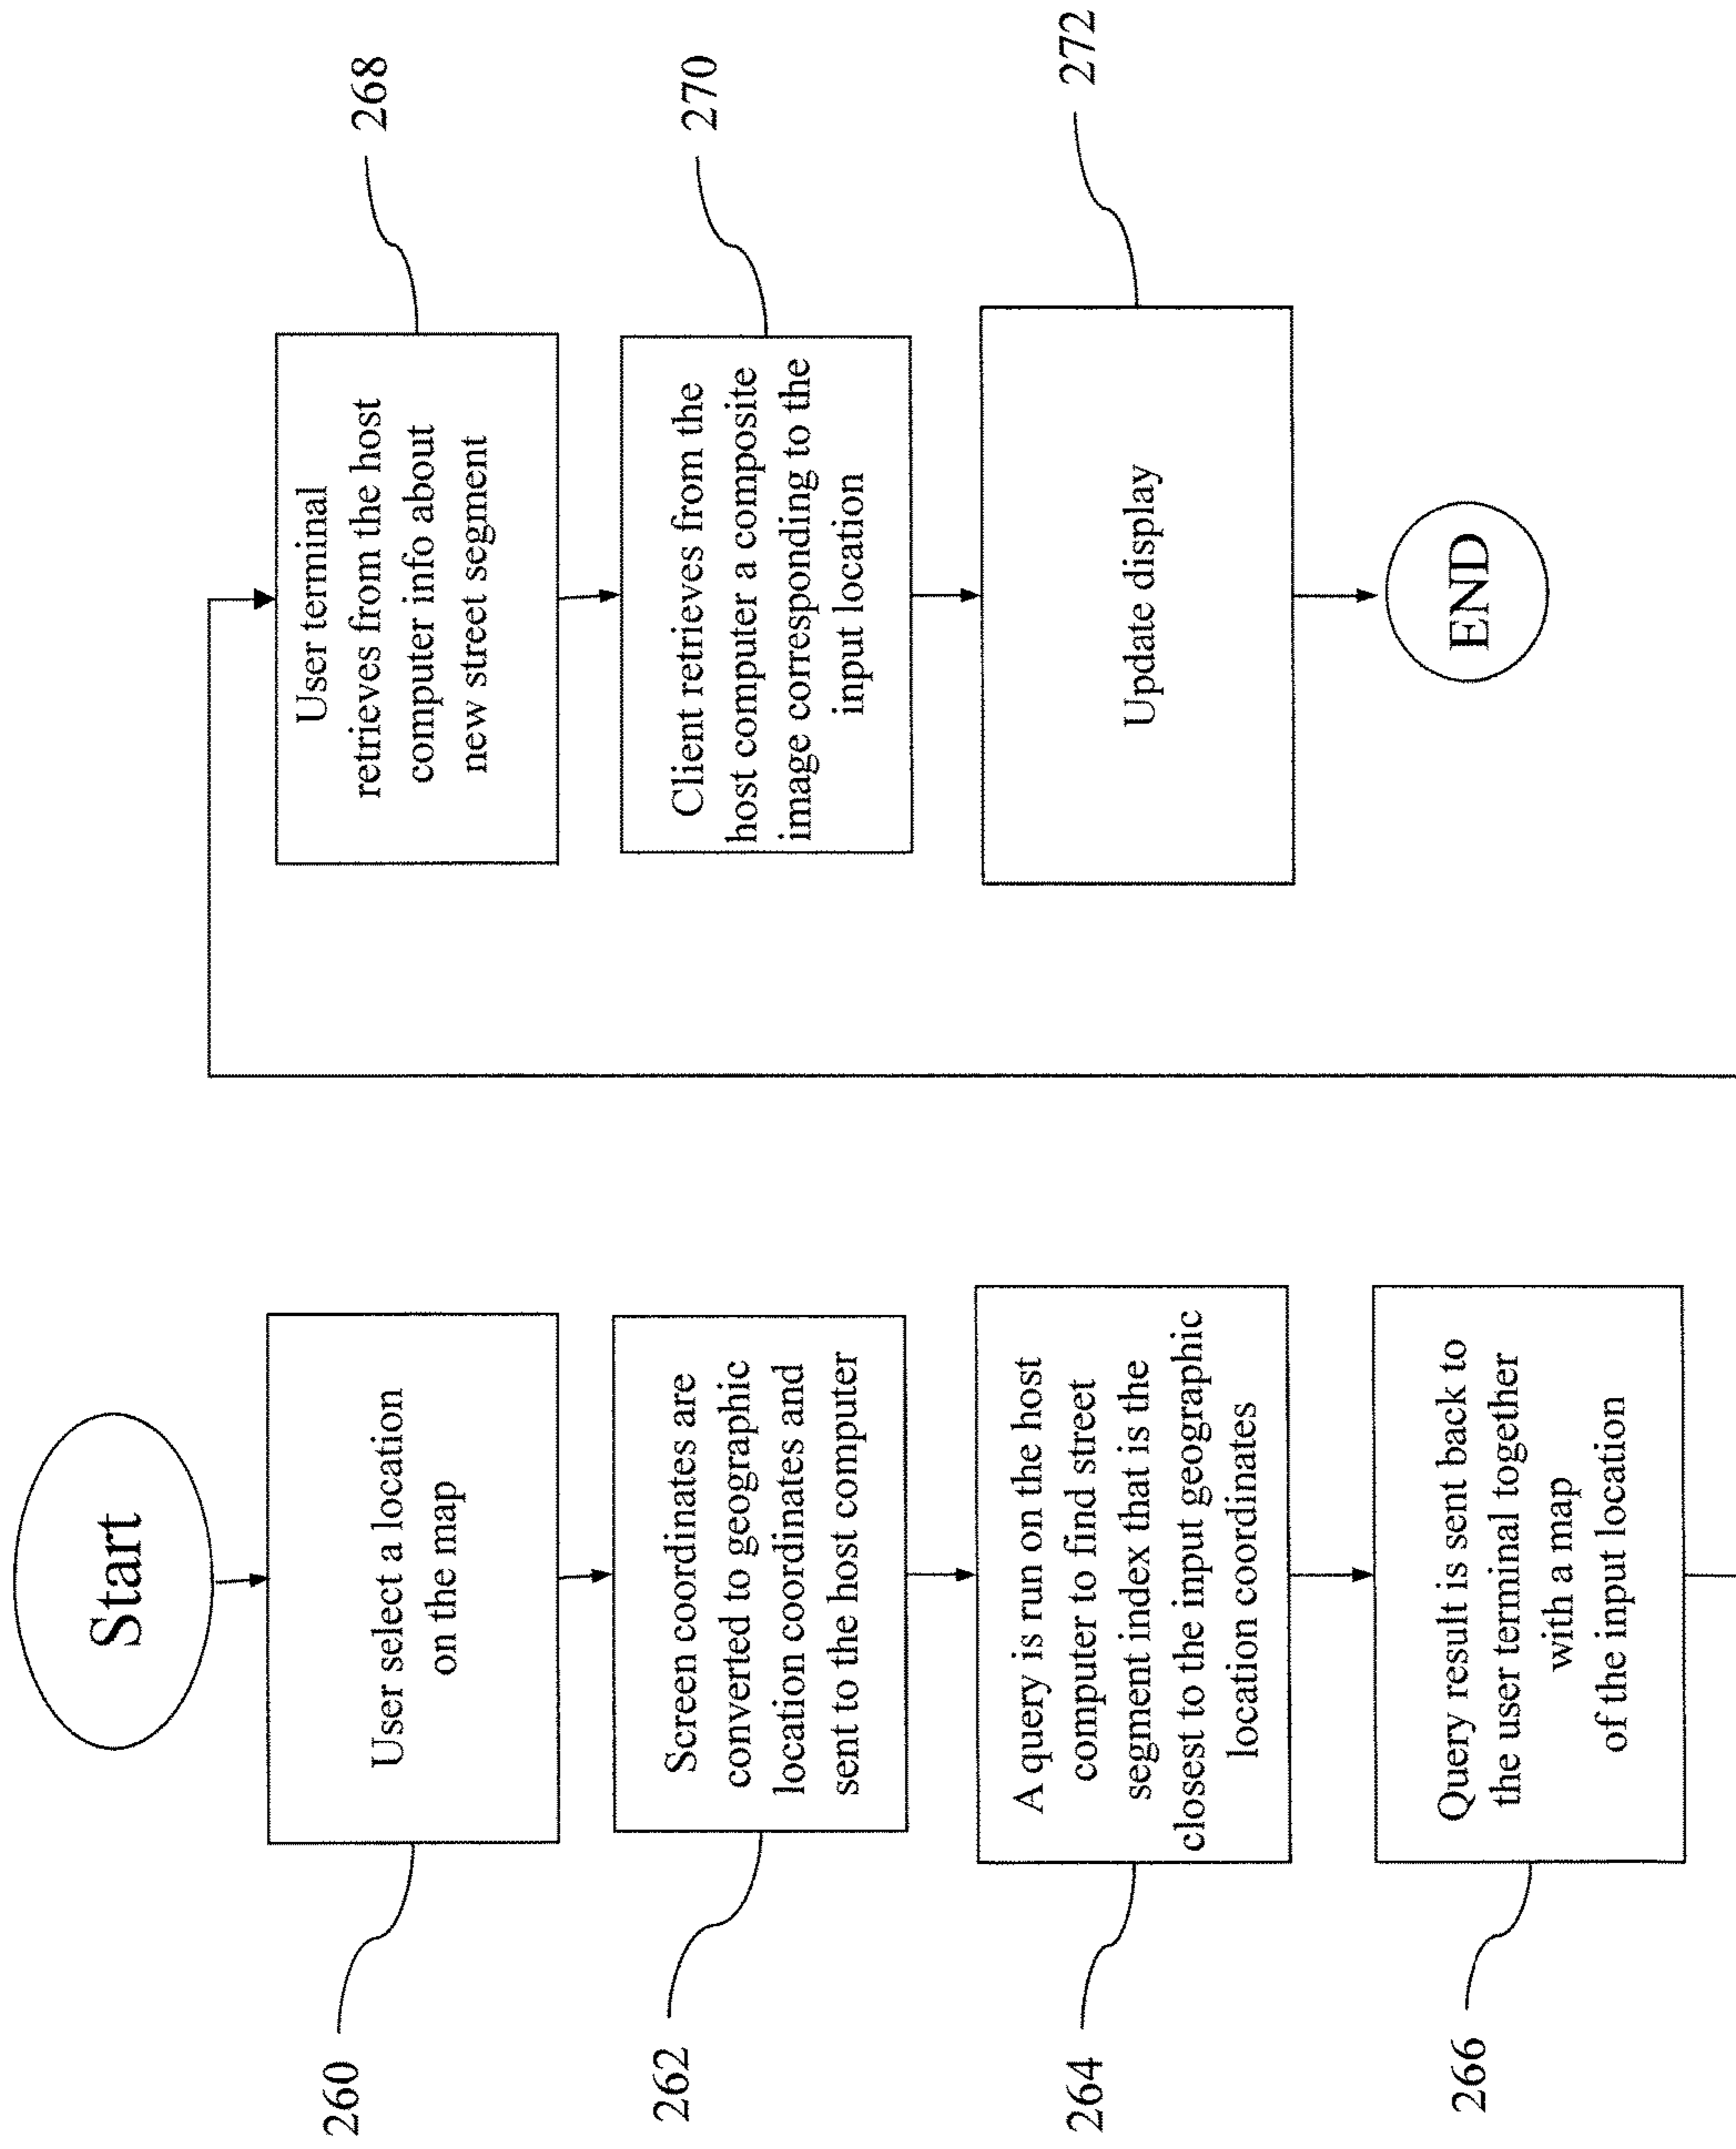 Start
260
User select a location
on the map
262
Screen coordinates are
converted to geographic
location coordinates and
sent to the host computer
264
A query is run on the host
computer to find street
segment index that is the
closest to the input geographic
location coordinates
266
Query result is sent back to
the user terminal together
with a map
of the input location
268
User terminal
retrieves from the host
computer info about
new street segment
270
Client retrieves from the
host computer a composite
image corresponding to the
input location
272
Update display
END